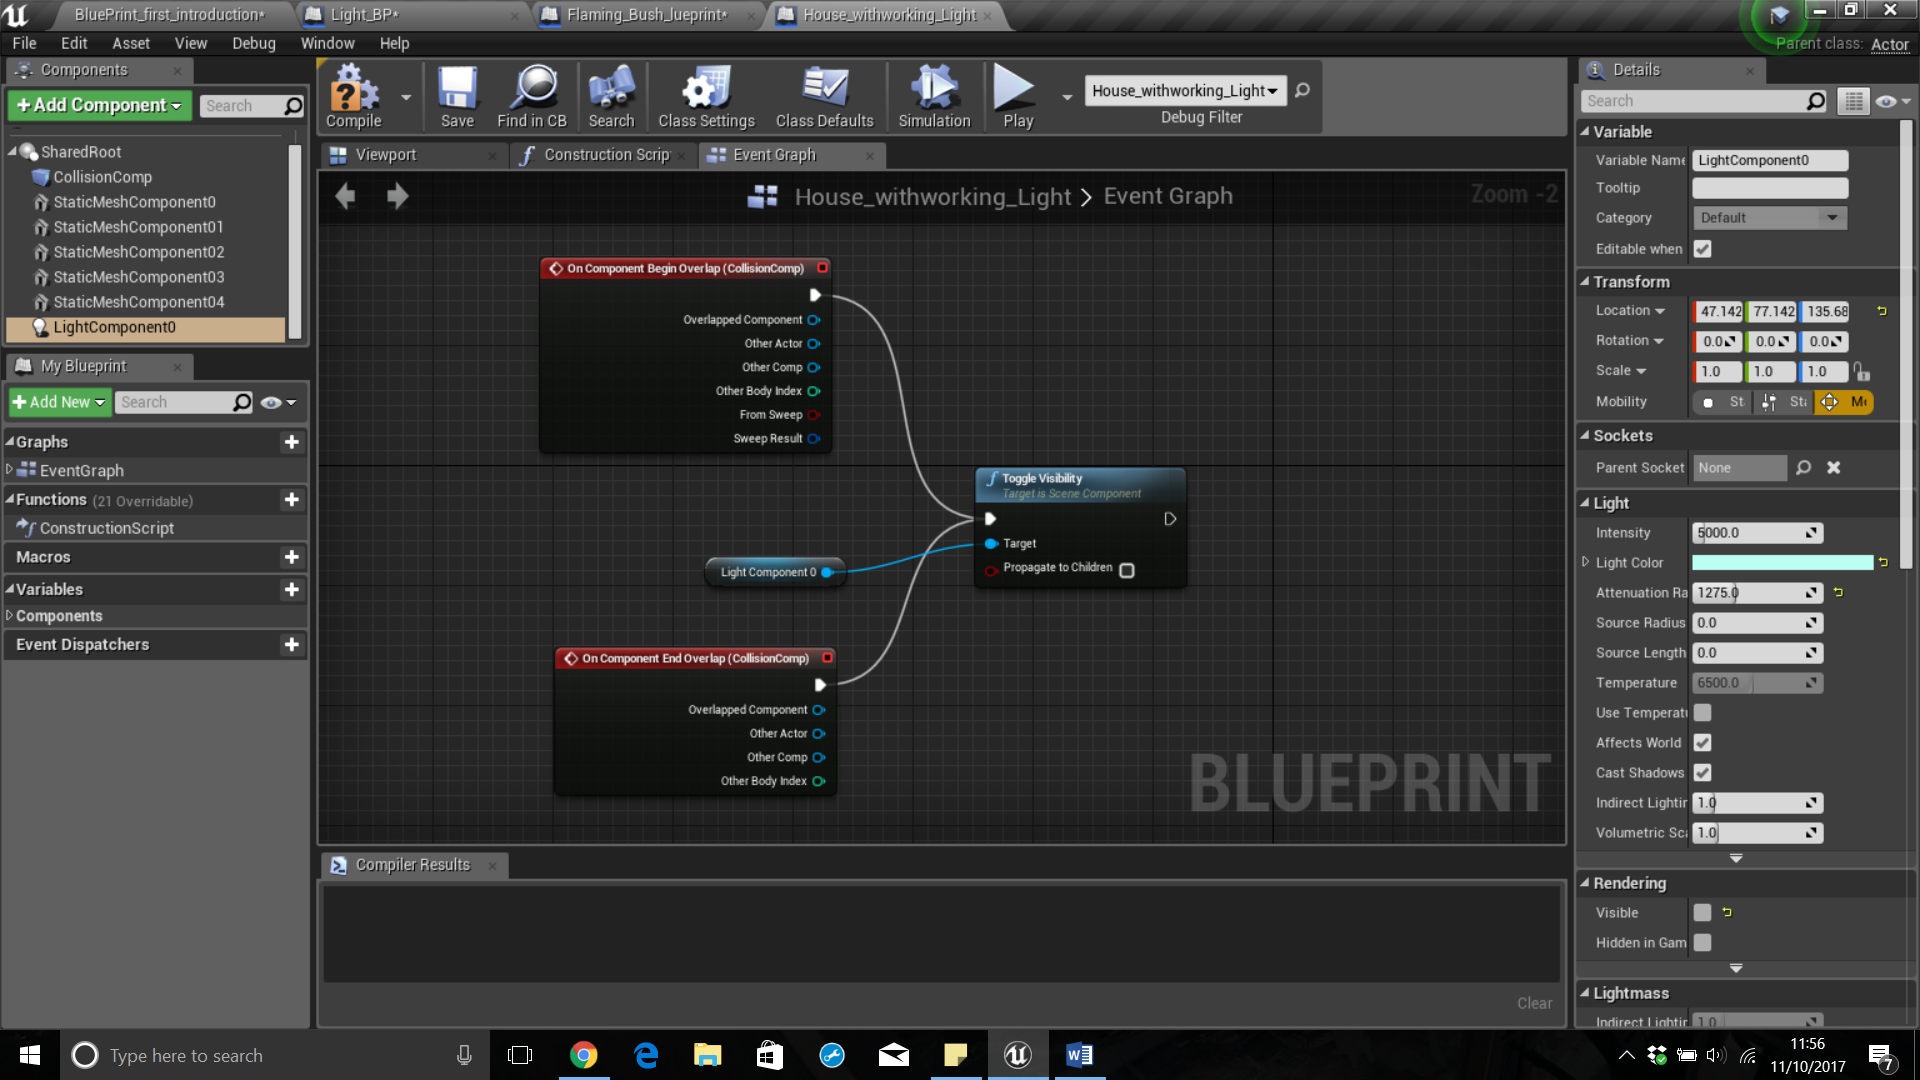 BluePrint_first_introduction*
Light_BP*
Flaming_Bush_lueprint*
House_withworking_Light
File Edit Asset View Debug Window Help
Parent class: Actor
Components
+ Add Component
Search
SharedRoot
CollisionComp
StaticMeshComponent0
StaticMeshComponent01
StaticMeshComponent02
StaticMeshComponent03
StaticMeshComponent04
LightComponent0
My Blueprint
+ Add New
Search
Graphs
EventGraph
Functions (21 Overridable)
ConstructionScript
Macros
Variables
Components
Event Dispatchers
Compile
Save
Find in CB
Search
Class Settings
Class Defaults
Simulation
Play
House_withworking_Light
Debug Filter
Viewport
Construction Scrip
Event Graph
House_withworking_Light > Event Graph
Zoom -2
On Component Begin Overlap (CollisionComp)
Overlapped Component
Other Actor
Other Comp
Other Body Index
From Sweep
Sweep Result
Toggle Visibility
Target is Scene Component
Target
Propagate to Children
Light Component 0
On Component End Overlap (CollisionComp)
Overlapped Component
Other Actor
Other Comp
Other Body Index
BLUEPRINT
Compiler Results
Clear
Details
Search
Variable
Variable Name LightComponent0
Tooltip
Category Default
Editable when
Transform
Location 47.142 77.142 135.68
Rotation 0.0 0.0 0.0
Scale 1.0 1.0 1.0
Mobility St Sta Mo
Sockets
Parent Socket None
Light
Intensity 5000.0
Light Color
Attenuation Ra 1275.0
Source Radius 0.0
Source Length 0.0
Temperature 6500.0
Use Temperatu
Affects World
Cast Shadows
Indirect Lightin 1.0
Volumetric Sca 1.0
Rendering
Visible
Hidden in Gam
Lightmass
Indirect Lightin 1.0
Type here to search
11:56
11/10/2017
7